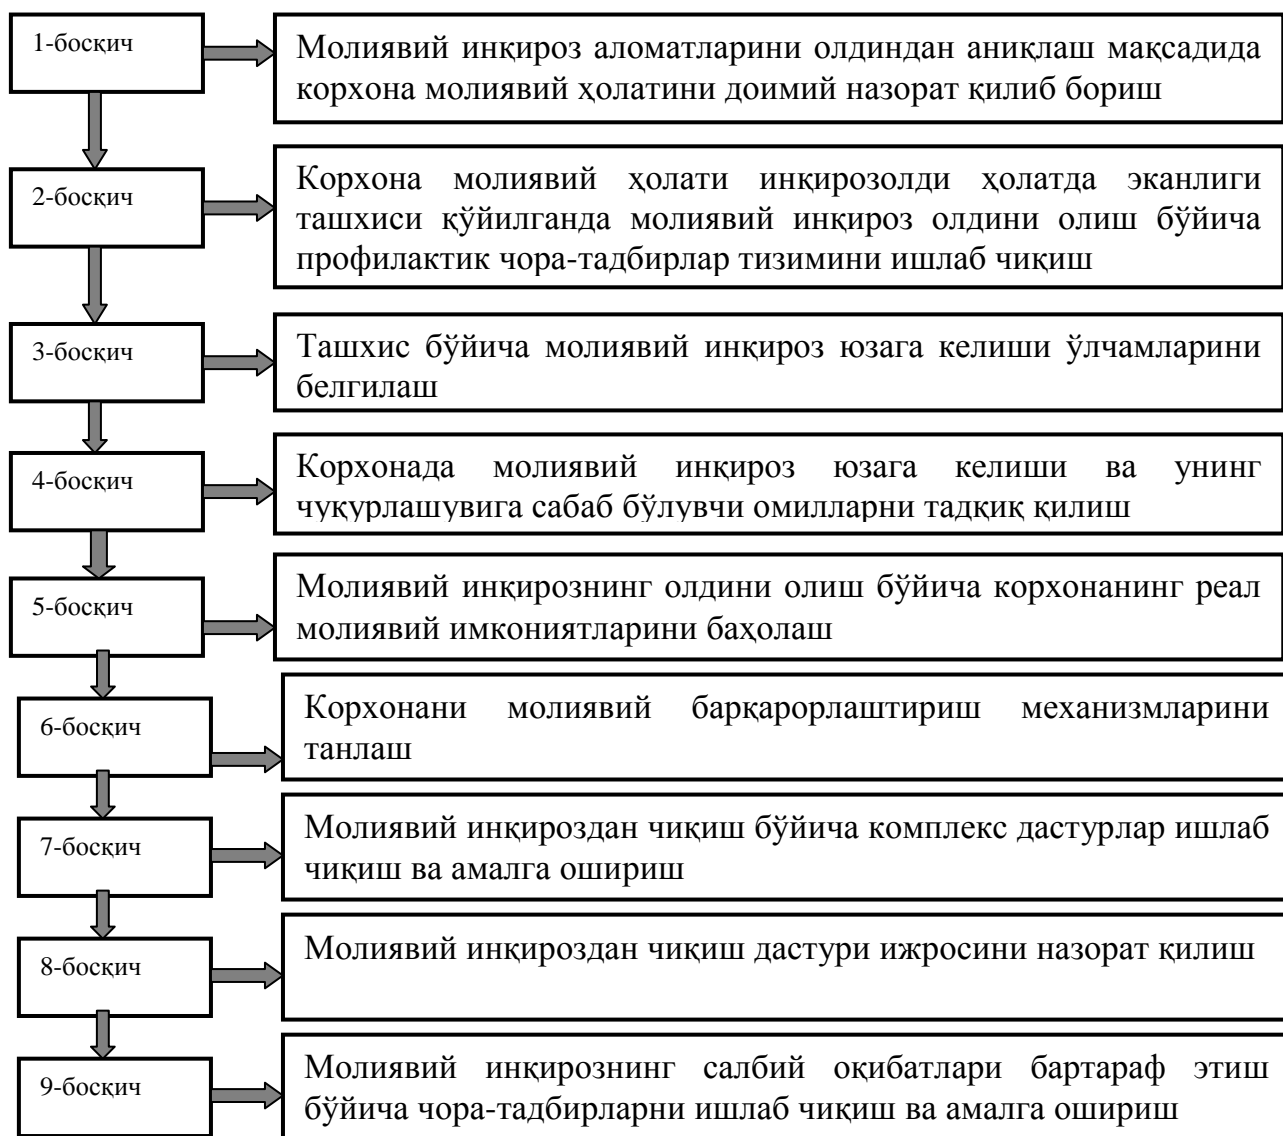 1-босқич
Молиявий инқироз аломатларини олдиндан аниқлаш мақсадида
корхона молиявий ҳолатини доимий назорат қилиб бориш
2-босқич
Корхона молиявий ҳолати инқирозолди ҳолатда эканлиги
ташхиси қўйилганда молиявий инқироз олдини олиш бўйича
профилактик чора-тадбирлар тизимини ишлаб чиқиш
3-босқич
Ташхис бўйича молиявий инқироз юзага келиши ўлчамларини
белгилаш
4-босқич
Корхонада молиявий инқироз юзага келиши ва унинг
чуқурлашувига сабаб бўлувчи омилларни тадқиқ қилиш
5-босқич
Молиявий инқирознинг олдини олиш бўйича корхонанинг реал
молиявий имкониятларини баҳолаш
6-босқич
Корхонани молиявий барқарорлаштириш механизмларини
танлаш
7-босқич
Молиявий инқироздан чиқиш бўйича комплекс дастурлар ишлаб
чиқиш ва амалга ошириш
8-босқич
Молиявий инқироздан чиқиш дастури ижросини назорат қилиш
9-босқич
Молиявий инқирознинг салбий оқибатлари бартараф этиш
бўйича чора-тадбирларни ишлаб чиқиш ва амалга ошириш